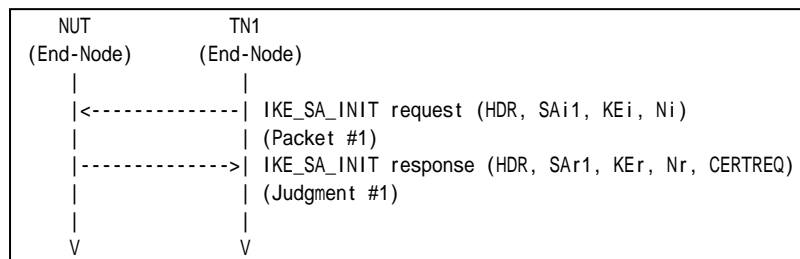 NUT TN1
(End-Node) (End-Node)
| |
|<--------------| IKE_SA_INIT request (HDR, SAi1, KEi, Ni)
| | (Packet #1)
|-------------->| IKE_SA_INIT response (HDR, SAr1, KEr, Nr, CERTREQ)
| | (Judgment #1)
| |
V V